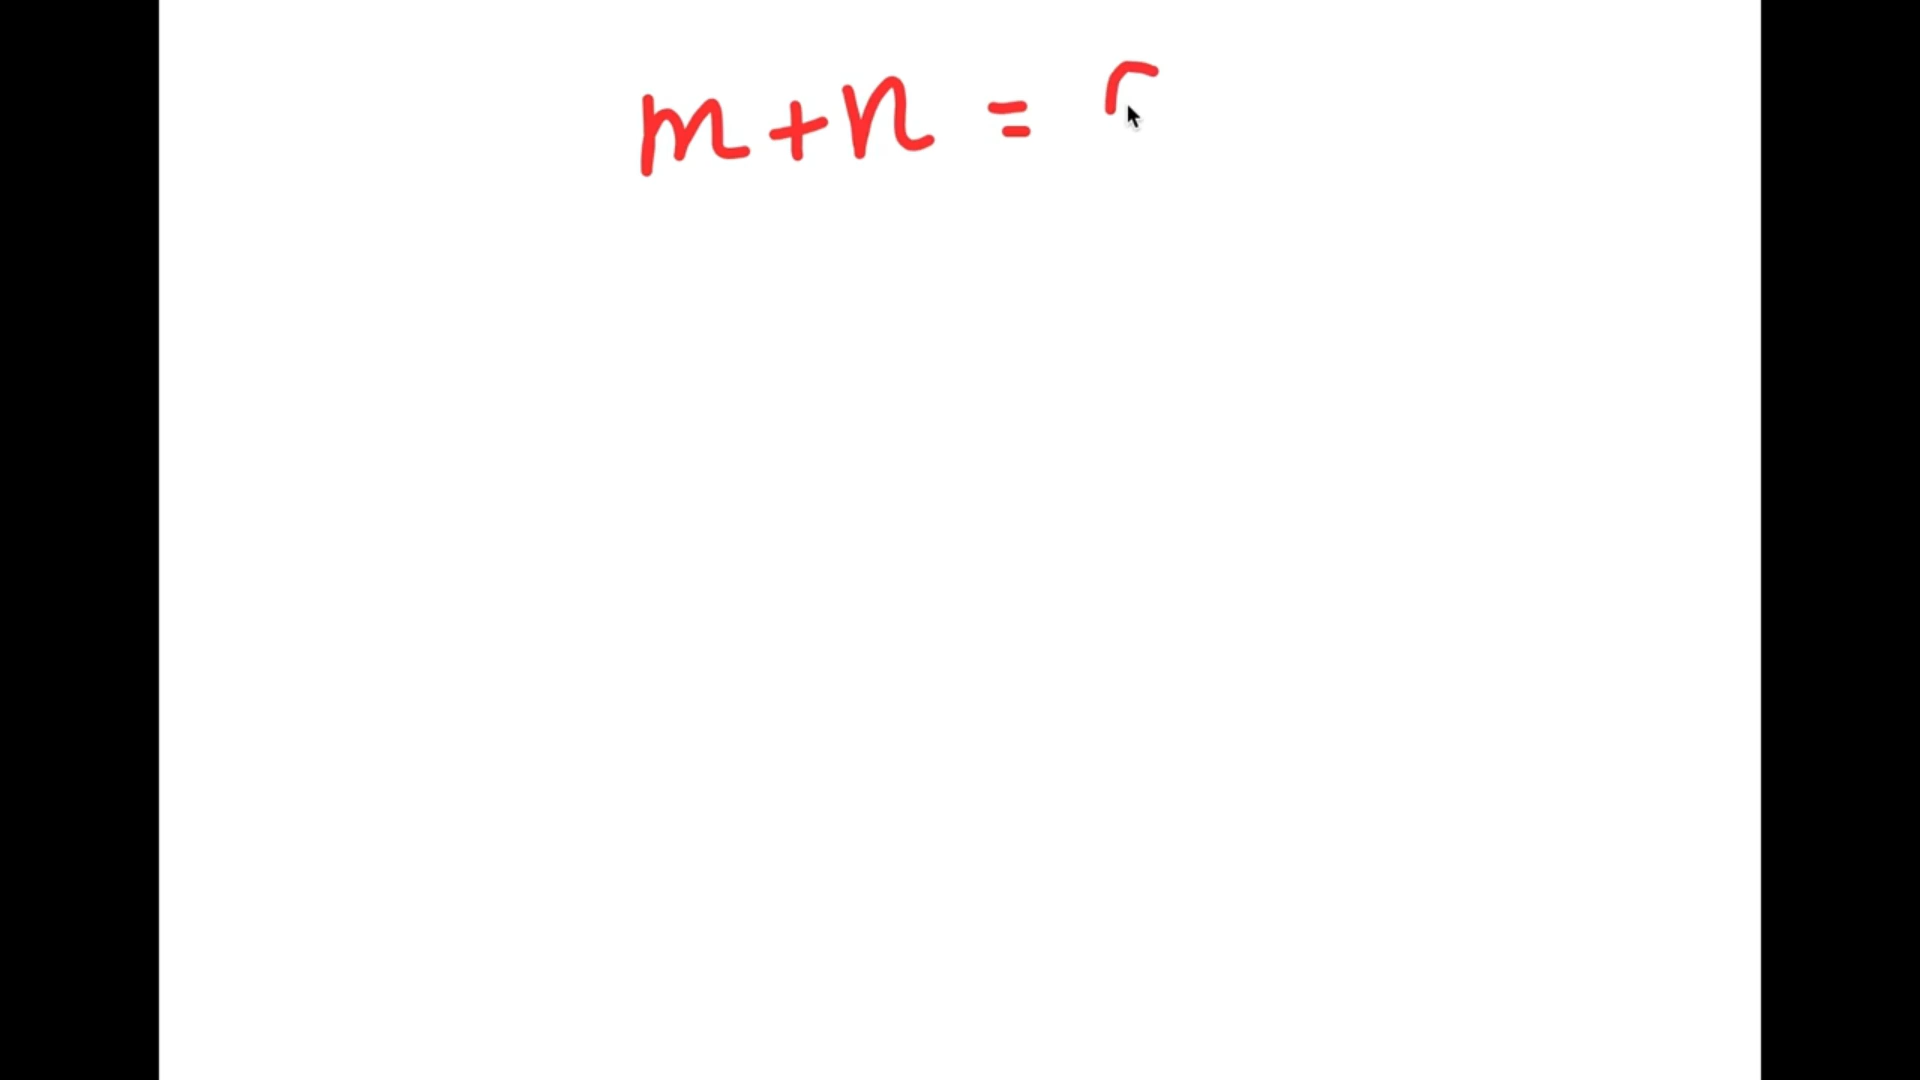 m+n =